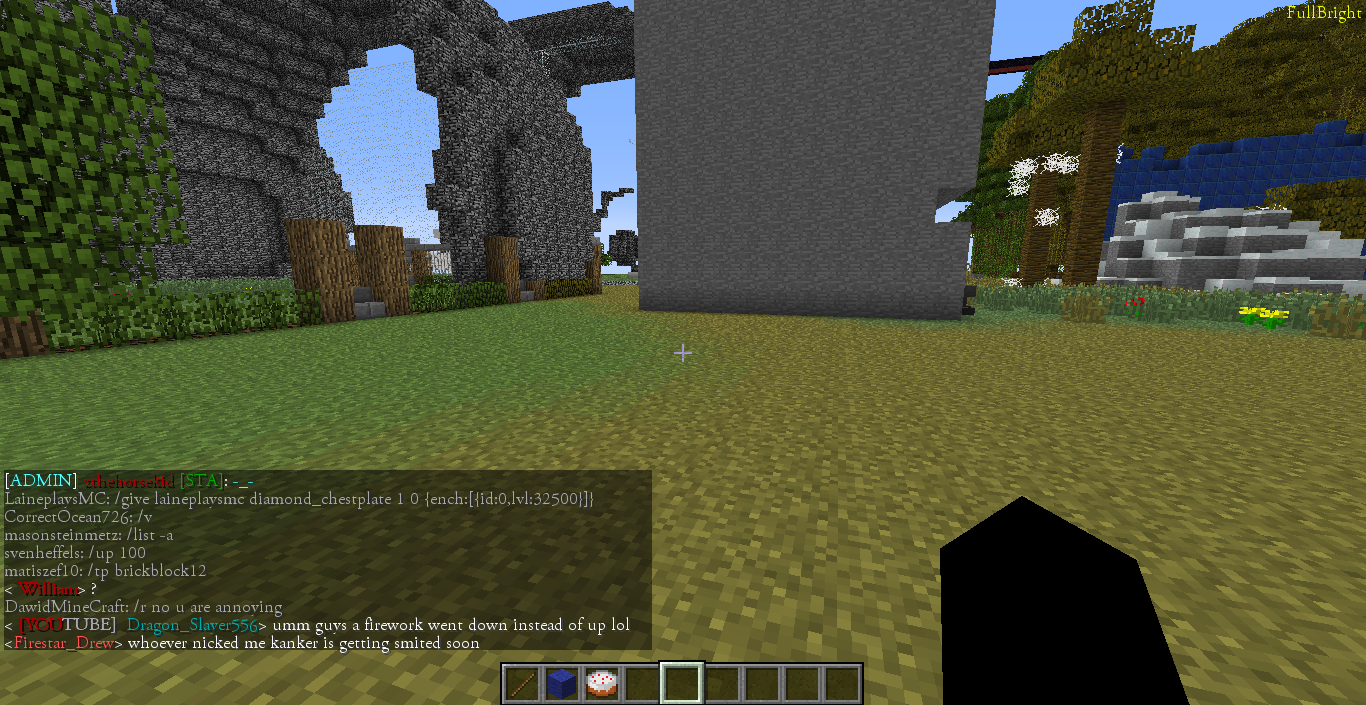 FullBright
[ADMIN] [STA]: -_-
LaineplaysMC: /give laineplaysmc diamond_chestplate 1 0 {ench:[{id:0,lvl:32500}]}
CorrectOcean726: /v
masonsteinmetz: /list -a
svenheffels: /up 100
matiszef10: /tp brickblock12
< William> ?
DawidMineCraft: /r no u are annoying
< [YOUTUBE] Dragon_Slayer556> umm guys a firework went down instead of up lol
<Firestar_Drew> whoever nicked me kanker is getting smited soon